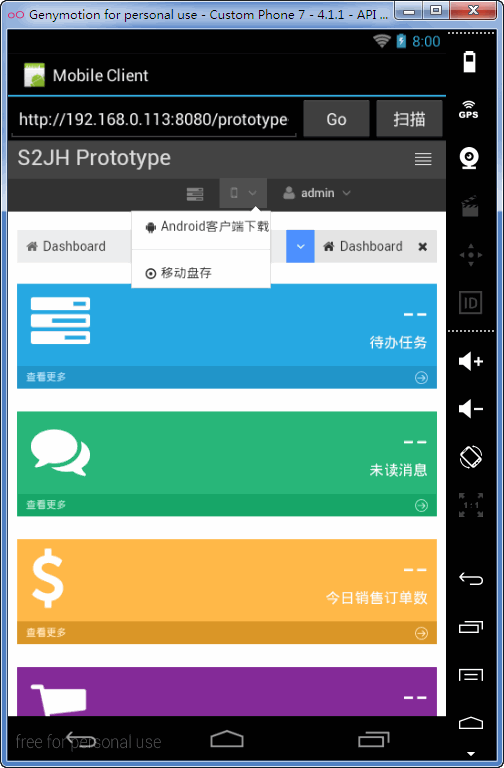 Genymotion for personal use - Custom Phone 7 - 4.1.1 - API ...
8:00
Mobile Client
http://192.168.0.113:8080/prototype
Go
扫描
S2JH Prototype
admin
Android客户端下载
移动盘存
Dashboard
Dashboard
--
待办任务
查看更多
--
未读消息
查看更多
--
今日销售订单数
查看更多
--
free for personal use
GPS
ID
1:1